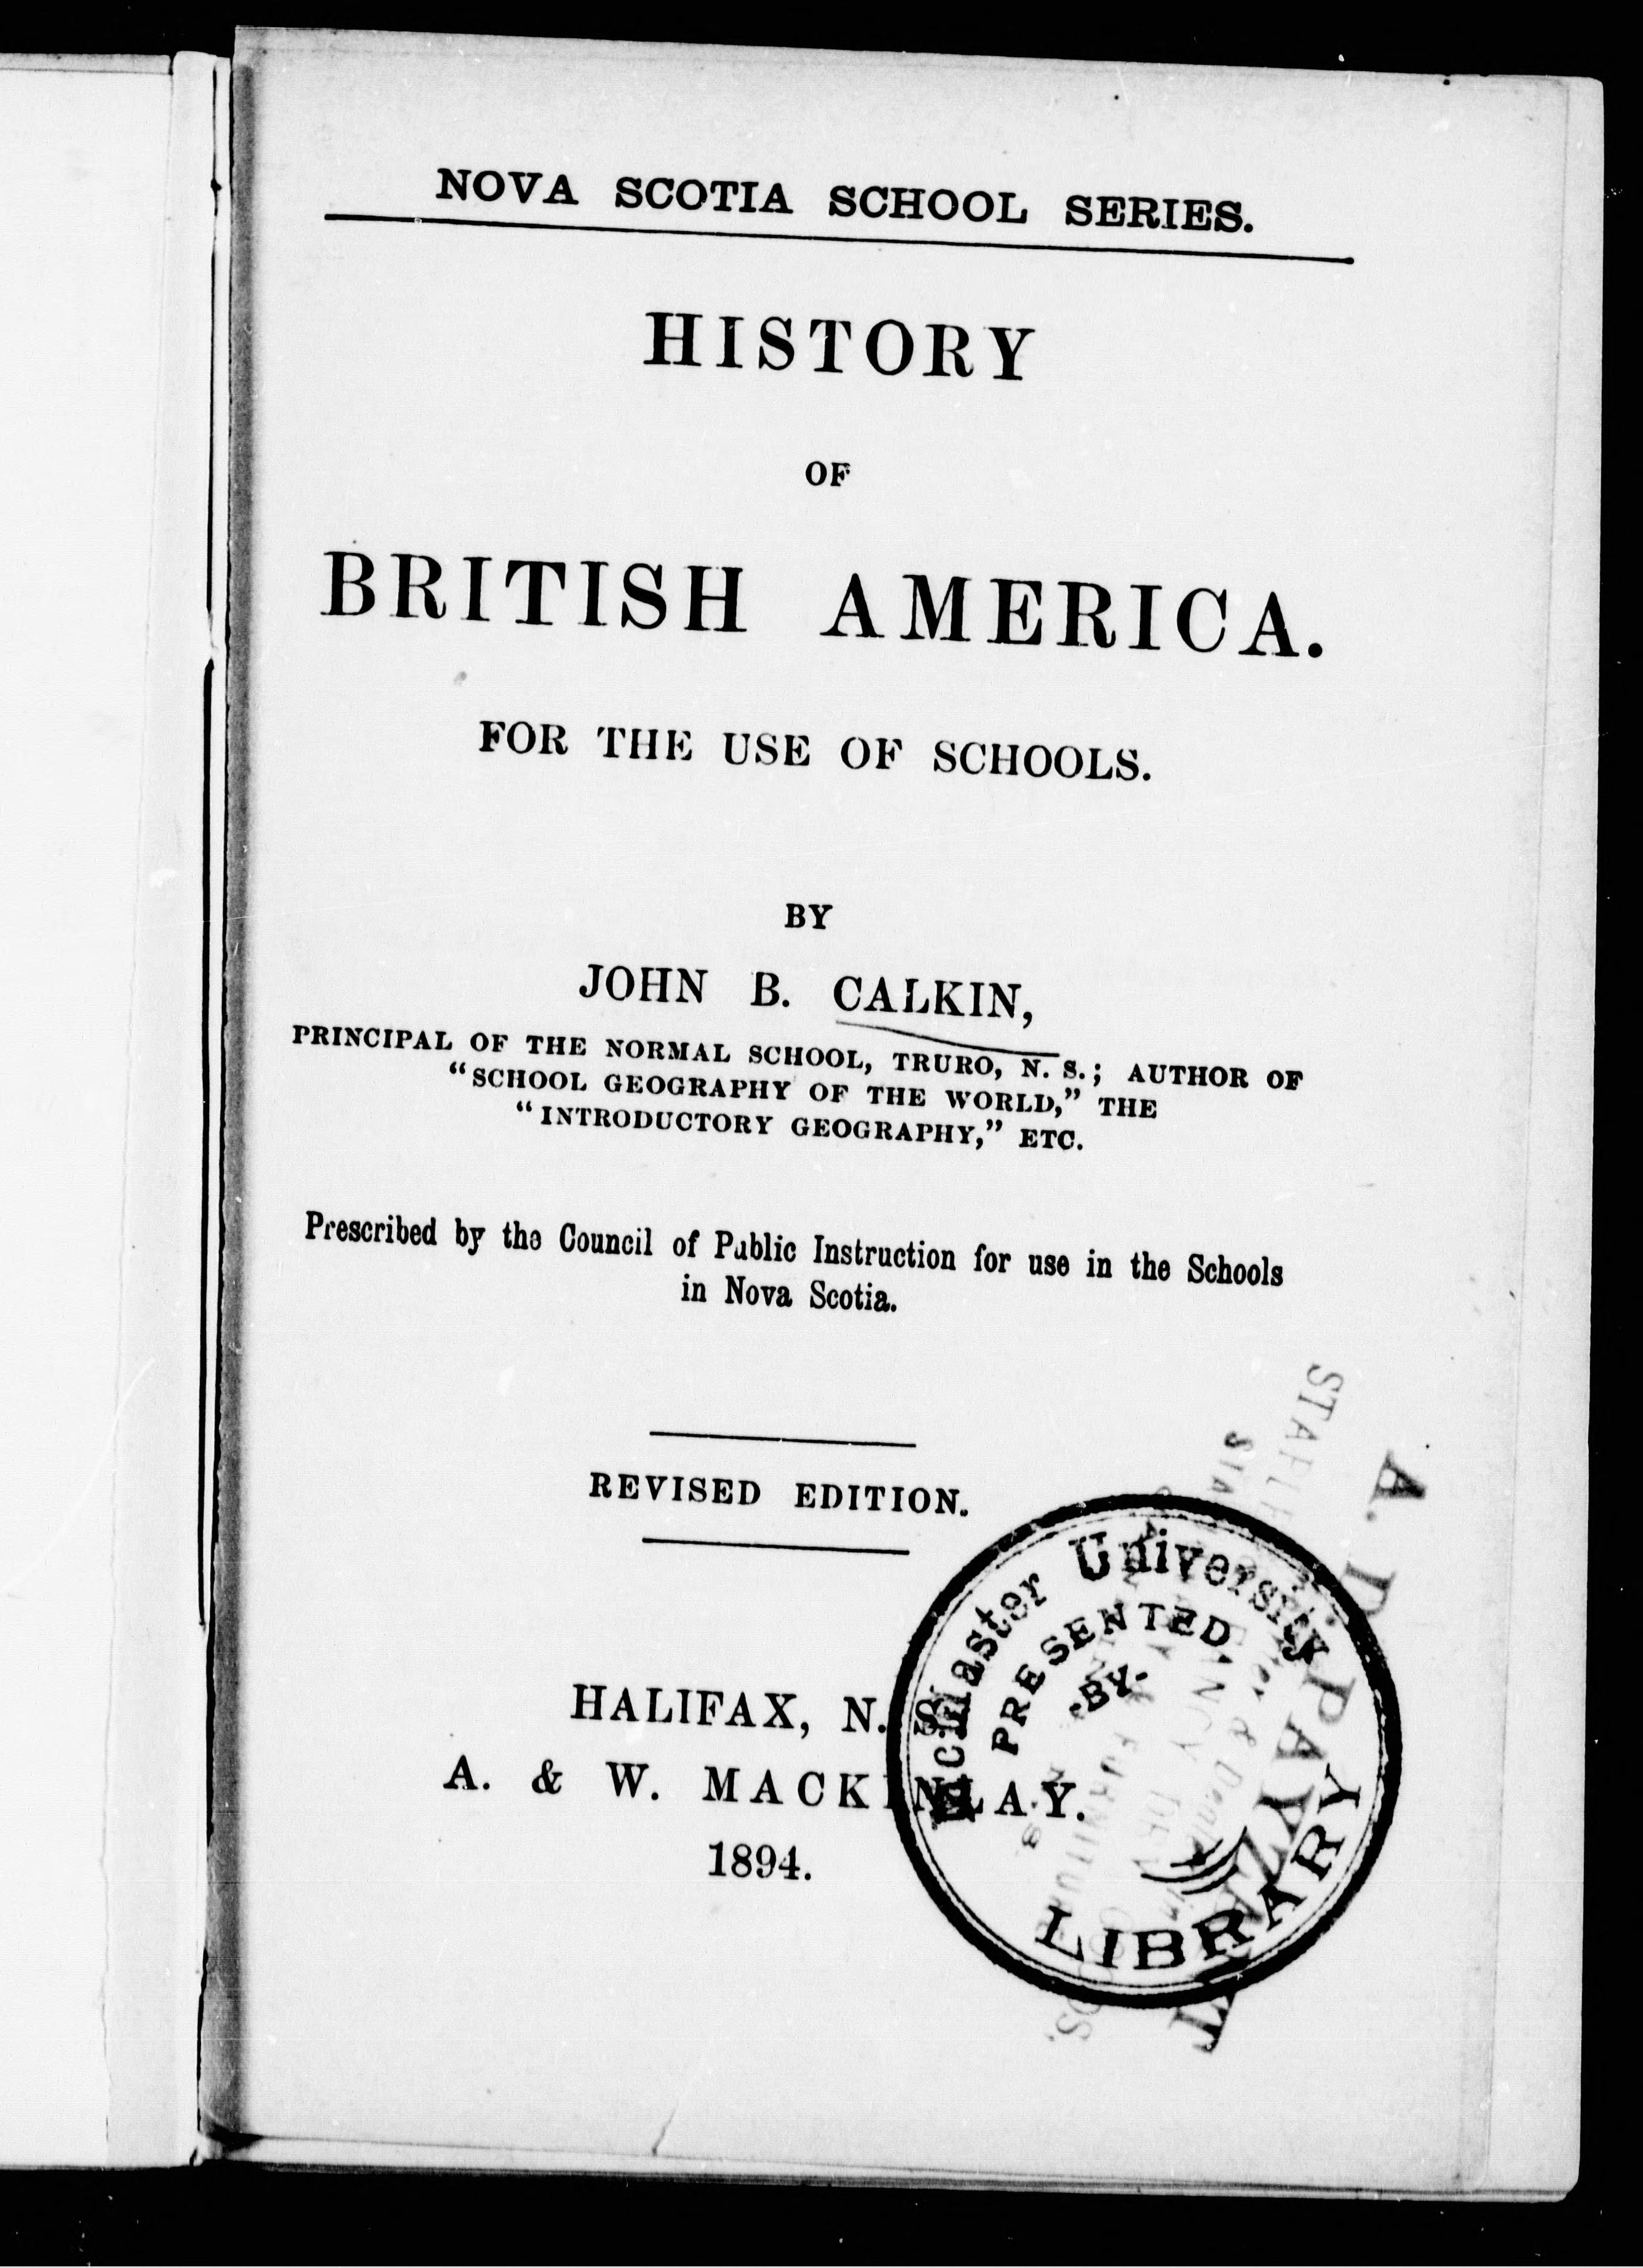 NOVA SCOTIA SCHOOL SERIES.
HISTORY
OF
BRITISH AMERICA.
FOR THE USE OF SCHOOLS.
BY
JOHN B. CALKIN,
PRINCIPAL OF THE NORMAL SCHOOL, TRURO, N. S.; AUTHOR OF
“SCHOOL GEOGRAPHY OF THE WORLD,” THE
“INTRODUCTORY GEOGRAPHY,” ETC.
Prescribed by the Council of Public Instruction for use in the Schools
in Nova Scotia.
REVISED EDITION.
HALIFAX, N. S.
A. & W. MACKINLAY.
1894.
McMaster University
PRESENTED
-BY-
LIBRARY
A. D. PAYZANT